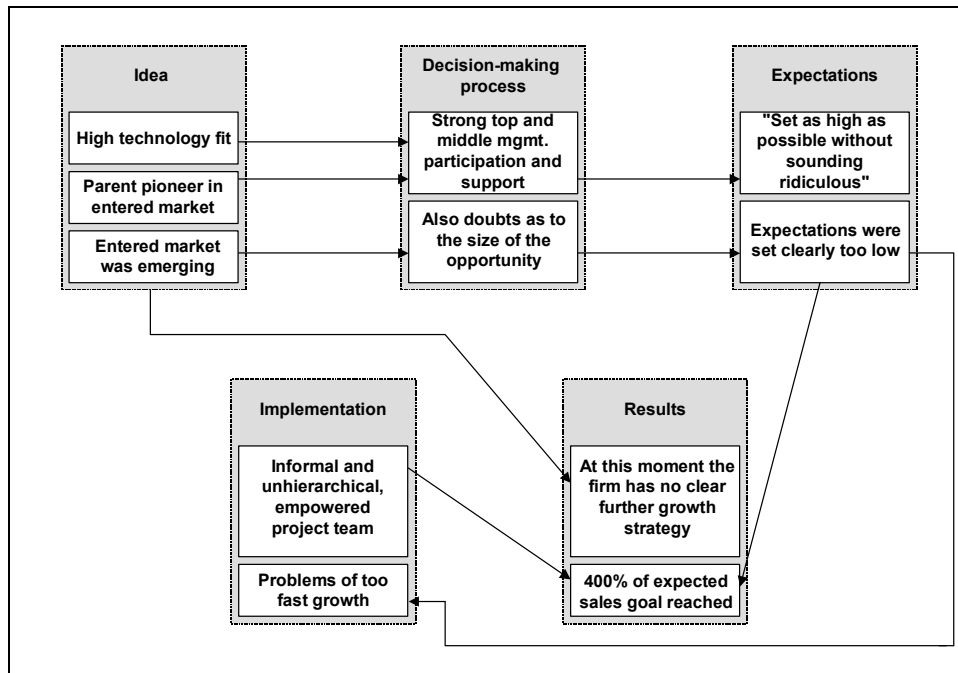 Idea
High technology fit
Parent pioneer in
entered market
Entered market
was emerging
Decision-making
process
Strong top and
middle mgmt.
participation and
support
Also doubts as to
the size of the
opportunity
Expectations
"Set as high as
possible without
sounding
ridiculous"
Expectations were
set clearly too low
Implementation
Informal and
unhierarchical,
empowered
project team
Problems of too
fast growth
Results
At this moment the
firm has no clear
further growth
strategy
400% of expected
sales goal reached